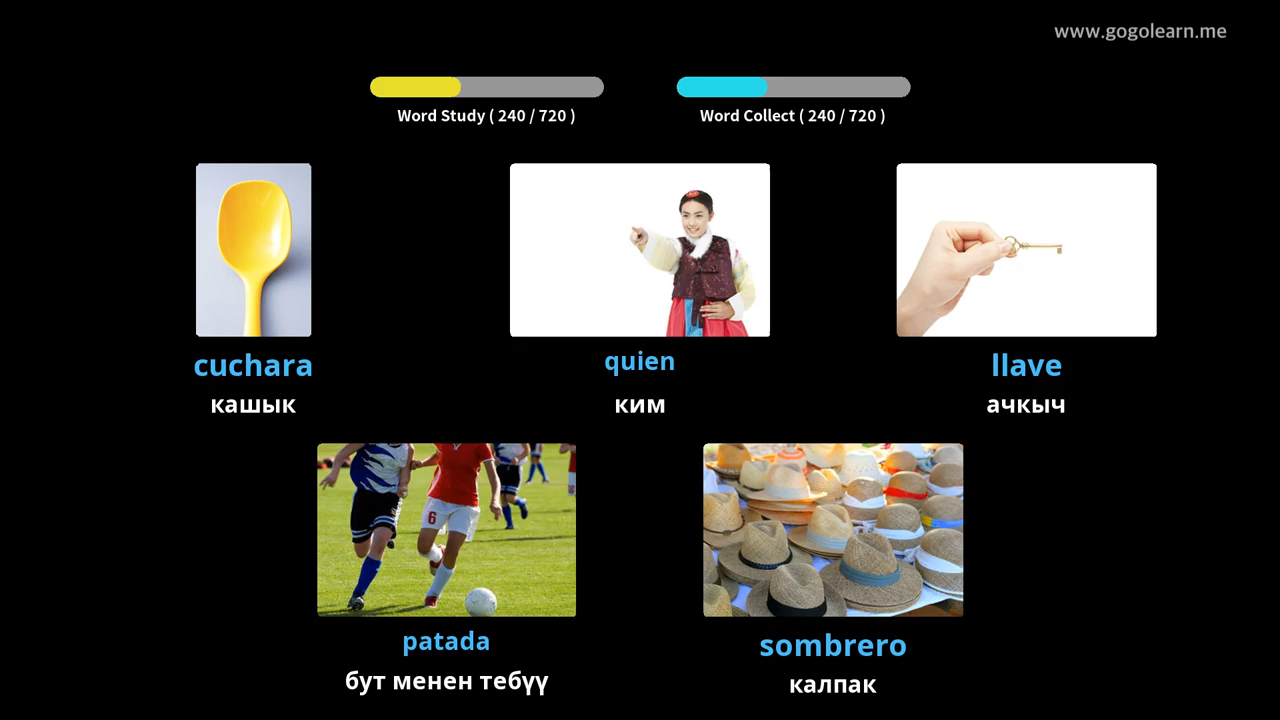 www.gogolearn.me
Word Study ( 240 / 720 )
Word Collect ( 240 / 720 )
cuchara
кашык
quien
ким
llave
ачкыч
6
patada
бут менен тебүү
sombrero
калпак